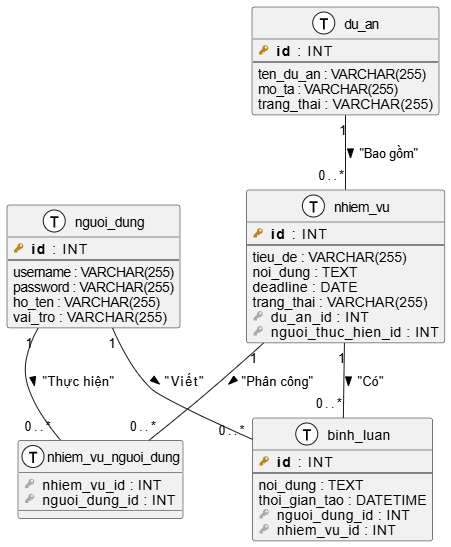 T du_an
id : INT
ten_du_an : VARCHAR(255)
mo_ta : VARCHAR(255)
trang_thai : VARCHAR(255)
1
"Bao gồm"
0..*
T nhiem_vu
id : INT
tieu_de : VARCHAR(255)
noi_dung : TEXT
deadline : DATE
trang_thai : VARCHAR(255)
du_an_id : INT
nguoi_thuc_hien_id : INT
T nguoi_dung
id : INT
username : VARCHAR(255)
password : VARCHAR(255)
ho_ten : VARCHAR(255)
vai_tro : VARCHAR(255)
1 1 1 1
"Thực hiện" "Viết" "Phân công" "Có"
0..* 0..* 0..* 0..*
T nhiem_vu_nguoi_dung
nhiem_vu_id : INT
nguoi_dung_id : INT
T binh_luan
id : INT
noi_dung : TEXT
thoi_gian_tao : DATETIME
nguoi_dung_id : INT
nhiem_vu_id : INT